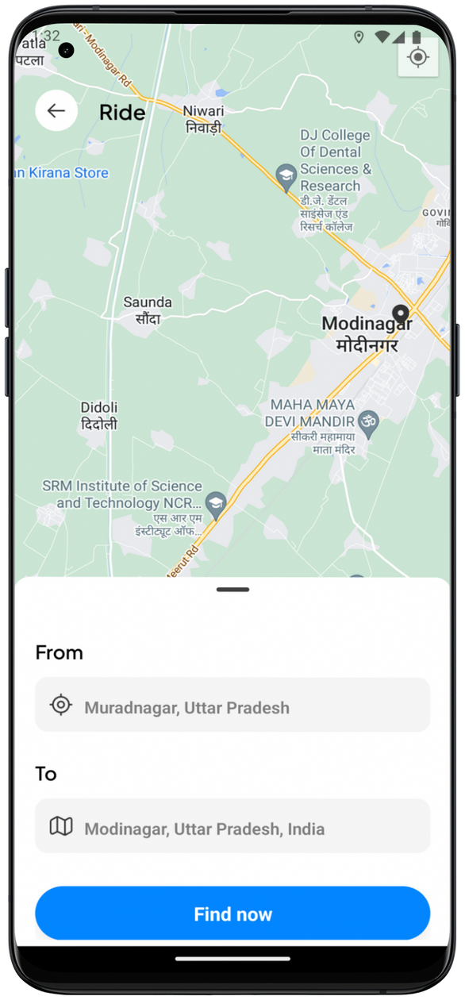 1:32
atla
पटला
ari - Modinagar Rd
Ride
Niwari
निवाड़ी
DJ College
Of Dental
Sciences &
Research
डी.जे. डेंटल
साइंसेज एंड
रिसर्च कॉलेज
an Kirana Store
GOVIN
गोवि
Saunda
सौंदा
Modinagar
मोदीनगर
Didoli
दिदोली
MAHA MAYA
DEVI MANDIR
सीकरी महामाया
माता मंदिर
SRM Institute of Science
and Technology NCR...
एस आर एम
इंस्टीट्यूट ऑफ...
Meerut Rd
From
Muradnagar, Uttar Pradesh
To
Modinagar, Uttar Pradesh, India
Find now